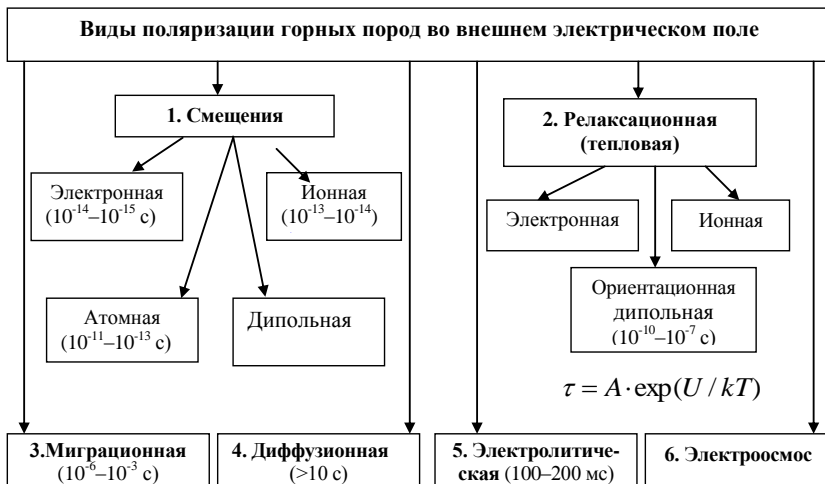 Виды поляризации горных пород во внешнем электрическом поле
1. Смещения
2. Релаксационная
(тепловая)
Электронная
(10⁻¹⁴–10⁻¹⁵ с)
Ионная
(10⁻¹³–10⁻¹⁴)
Электронная
Ионная
Атомная
(10⁻¹¹–10⁻¹³ с)
Дипольная
Ориентационная
дипольная
(10⁻¹⁰–10⁻⁷ с)
τ = A·exp(U / kT)
3.Миграционная
(10⁻⁶–10⁻³ с)
4. Диффузионная
(>10 с)
5. Электролитиче-
ская (100–200 мс)
6. Электроосмос